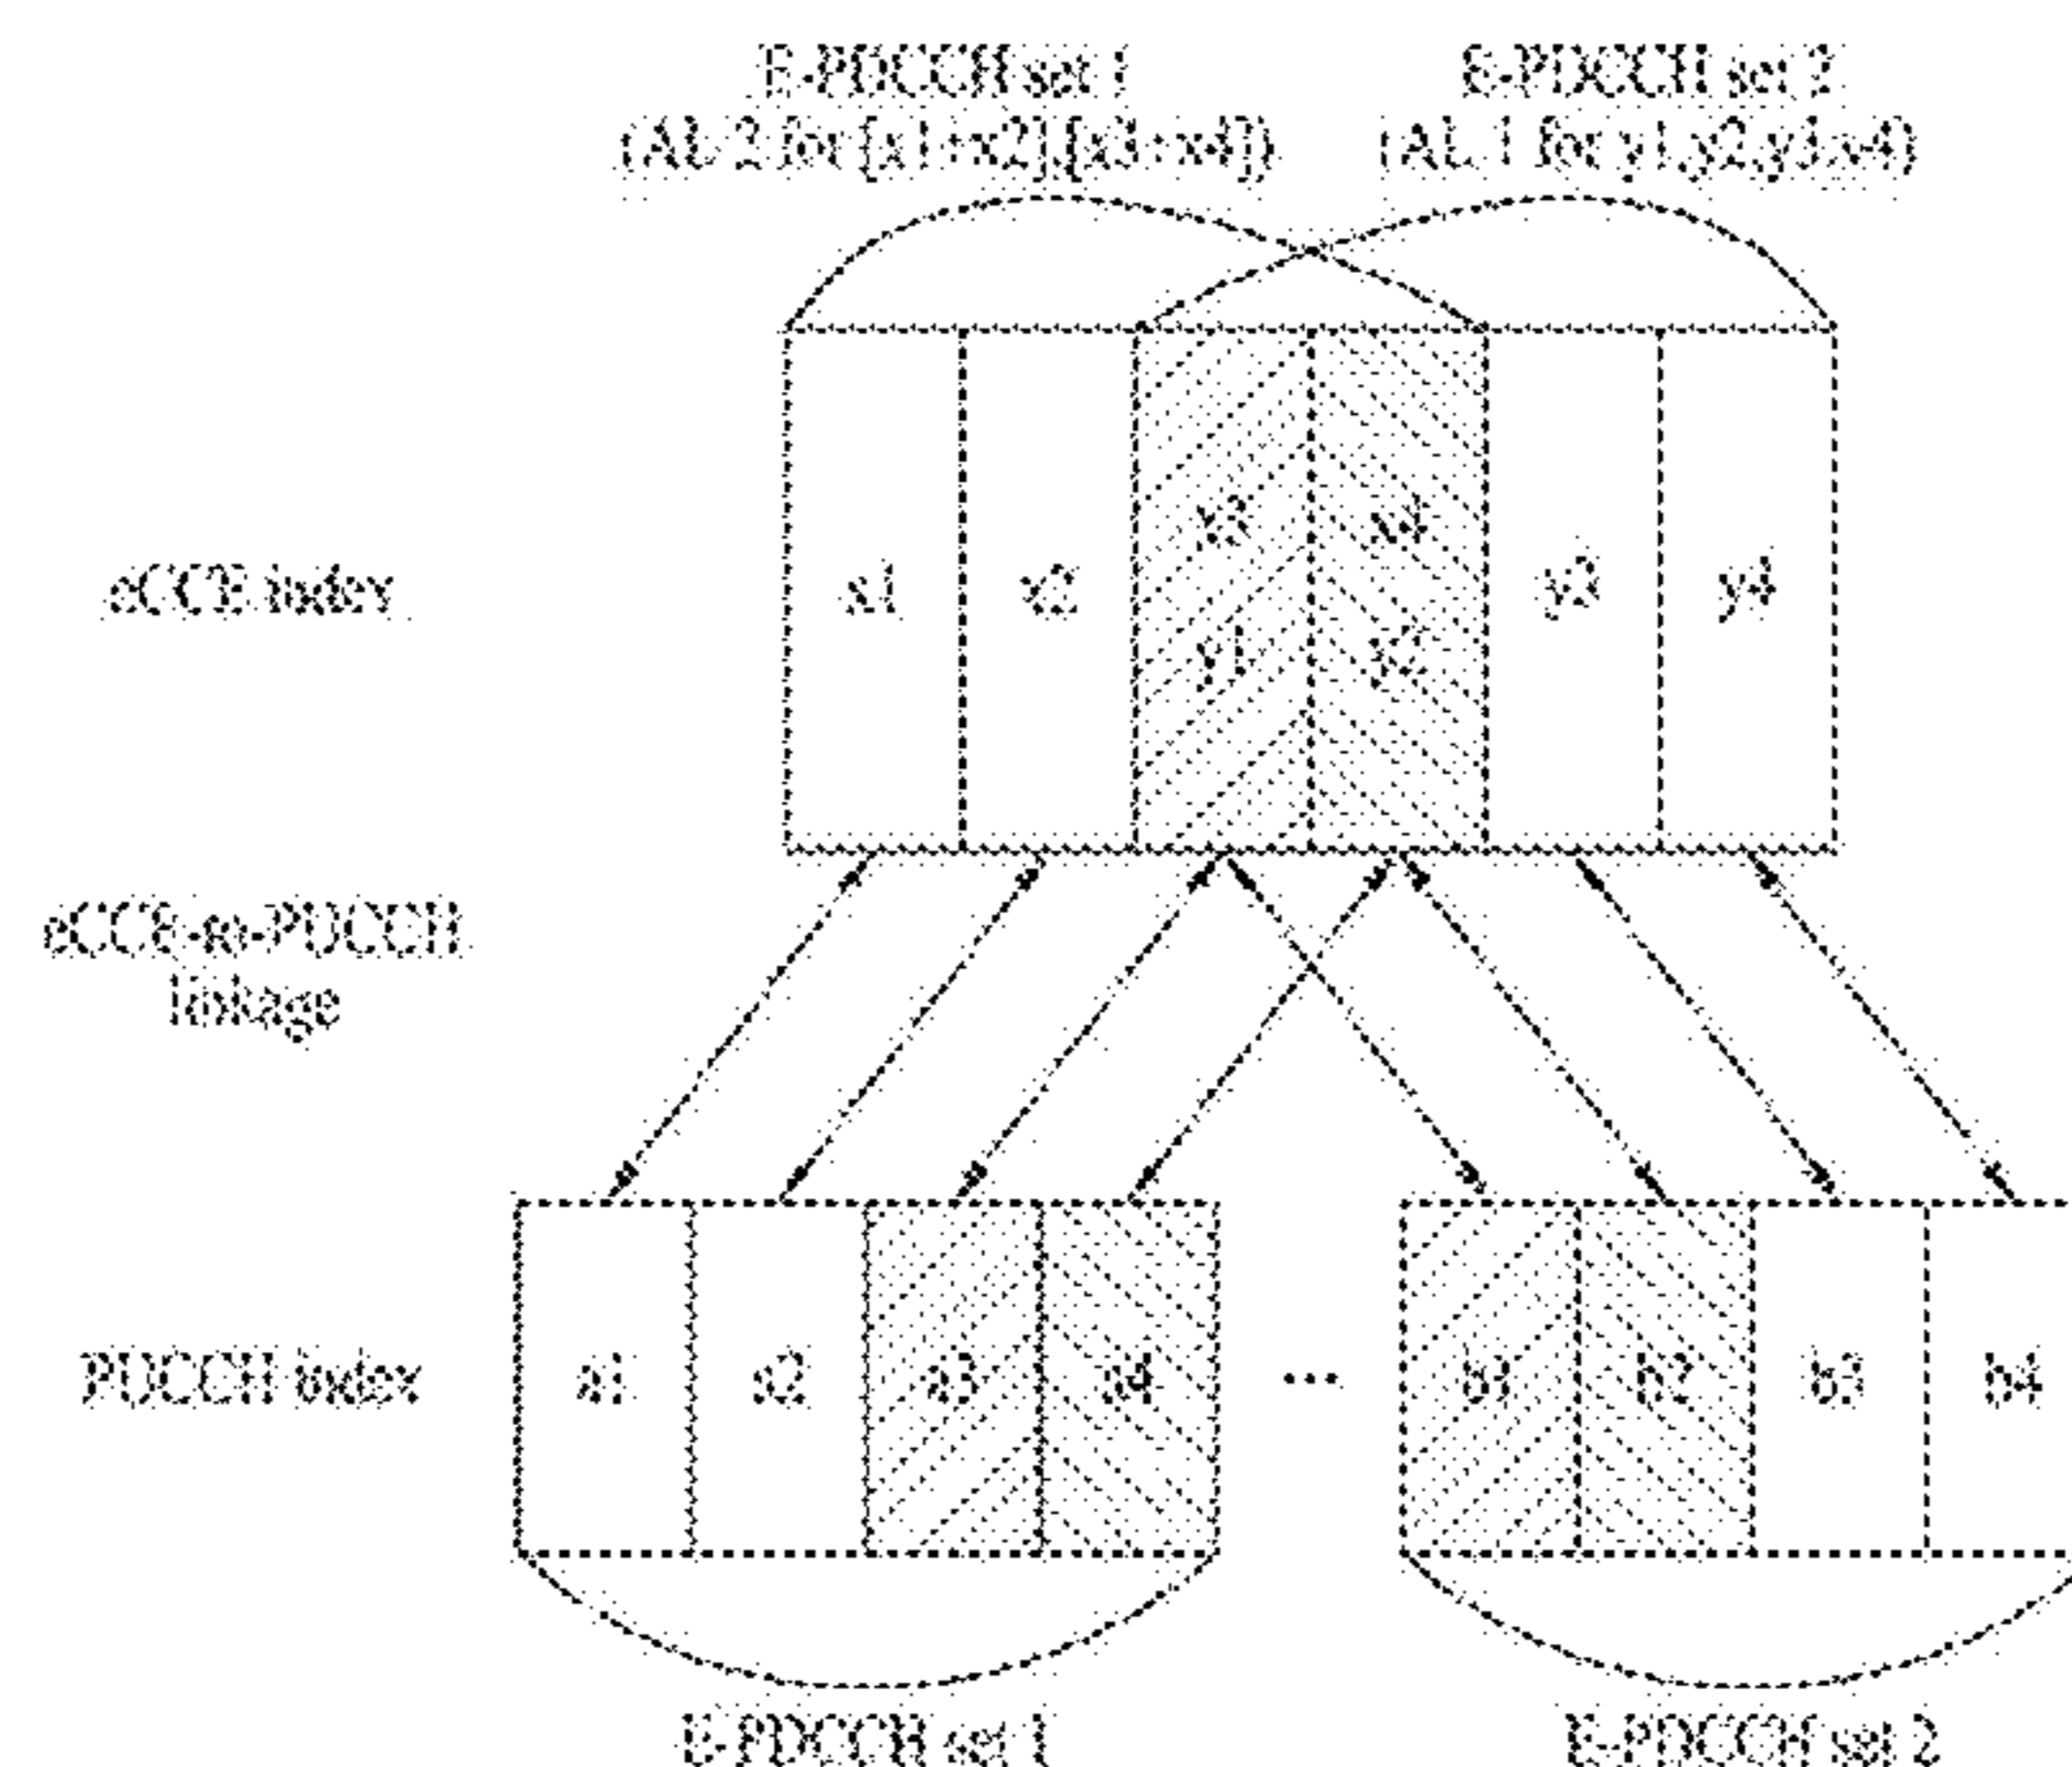 E-PDCCH set 1
(AL 2 for [x1+x2],[x3+x4])
E-PDCCH set 2
(AL 1 for y1,y2,y3,y4)
eCCE index
x1
x2
x3
y1
x4
y2
y3
y4
eCCE-to-PUCCH
linkage
PUCCH index
a1
a2
a3
a4
...
b1
b2
b3
b4
E-PDCCH set 1
E-PDCCH set 2